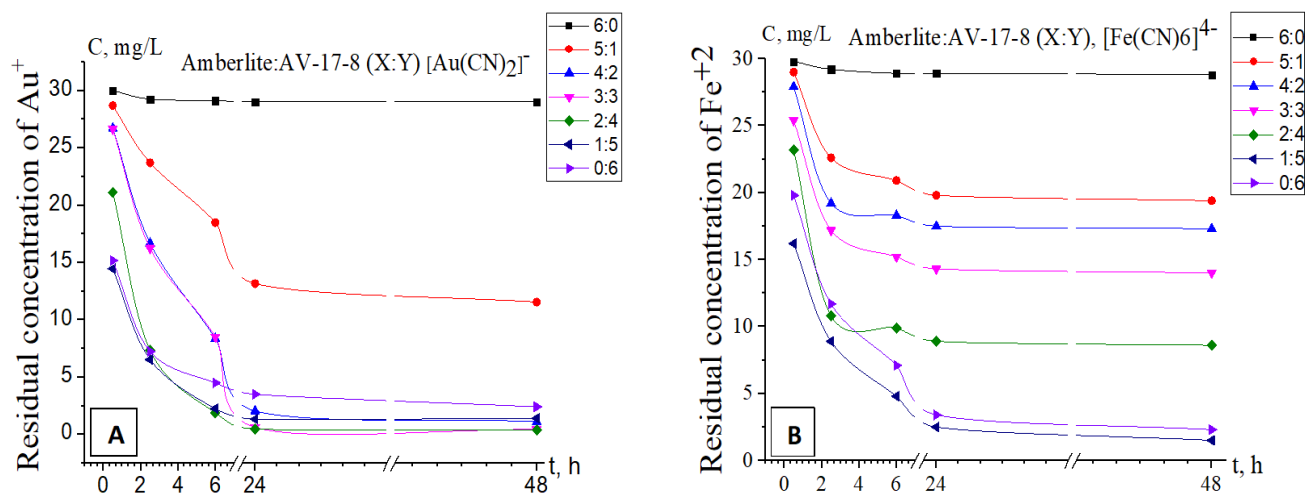 Residual concentration of Au⁺
C, mg/L
Amberlite:AV-17-8 (X:Y) [Au(CN)₂]⁻
30
25
20
15
10
5
0
A
0 2 4 6 24 48
t, h
6:0
5:1
4:2
3:3
2:4
1:5
0:6
Residual concentration of Fe⁺²
C, mg/L
Amberlite:AV-17-8 (X:Y), [Fe(CN)6]⁴⁻
30
25
20
15
10
5
0
B
0 2 4 6 24 48
t, h
6:0
5:1
4:2
3:3
2:4
1:5
0:6